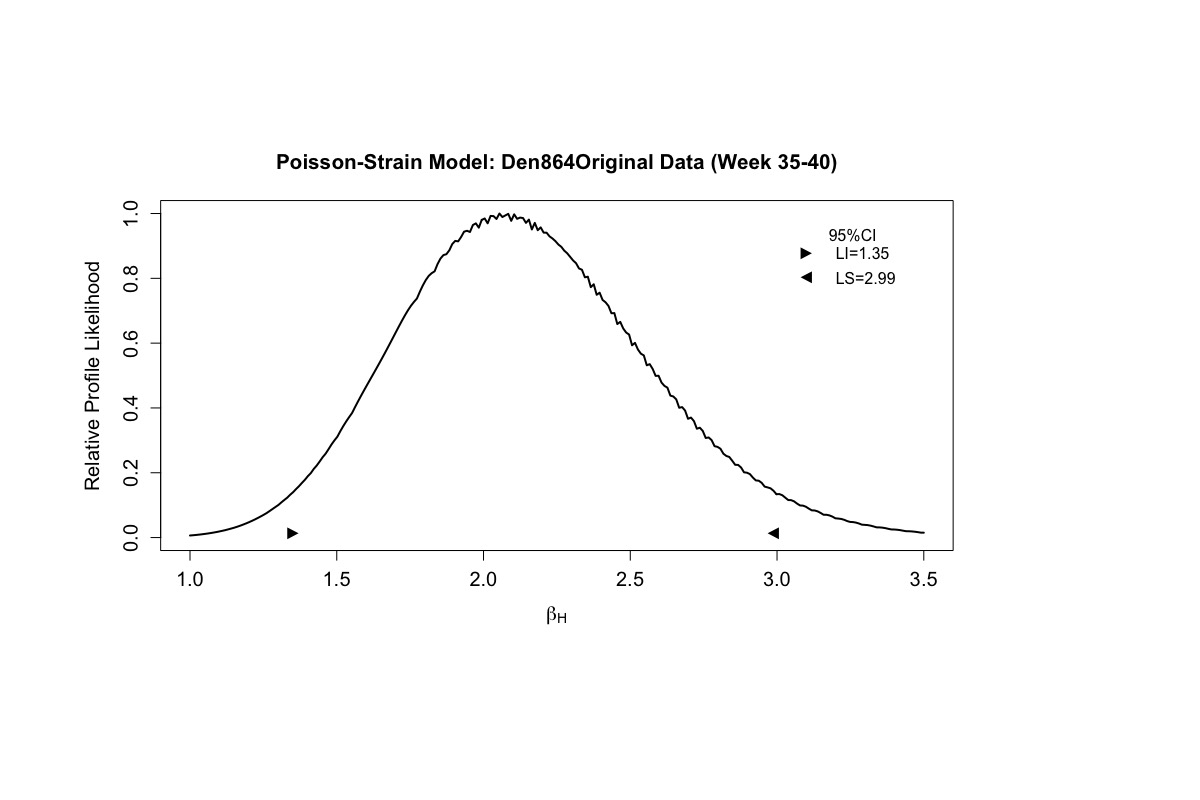 Poisson-Strain Model: Den864Original Data (Week 35-40)
Relative Profile Likelihood
1.0
0.8
0.6
0.4
0.2
0.0
95%CI
LI=1.35
LS=2.99
1.0 1.5 2.0 2.5 3.0 3.5
βH